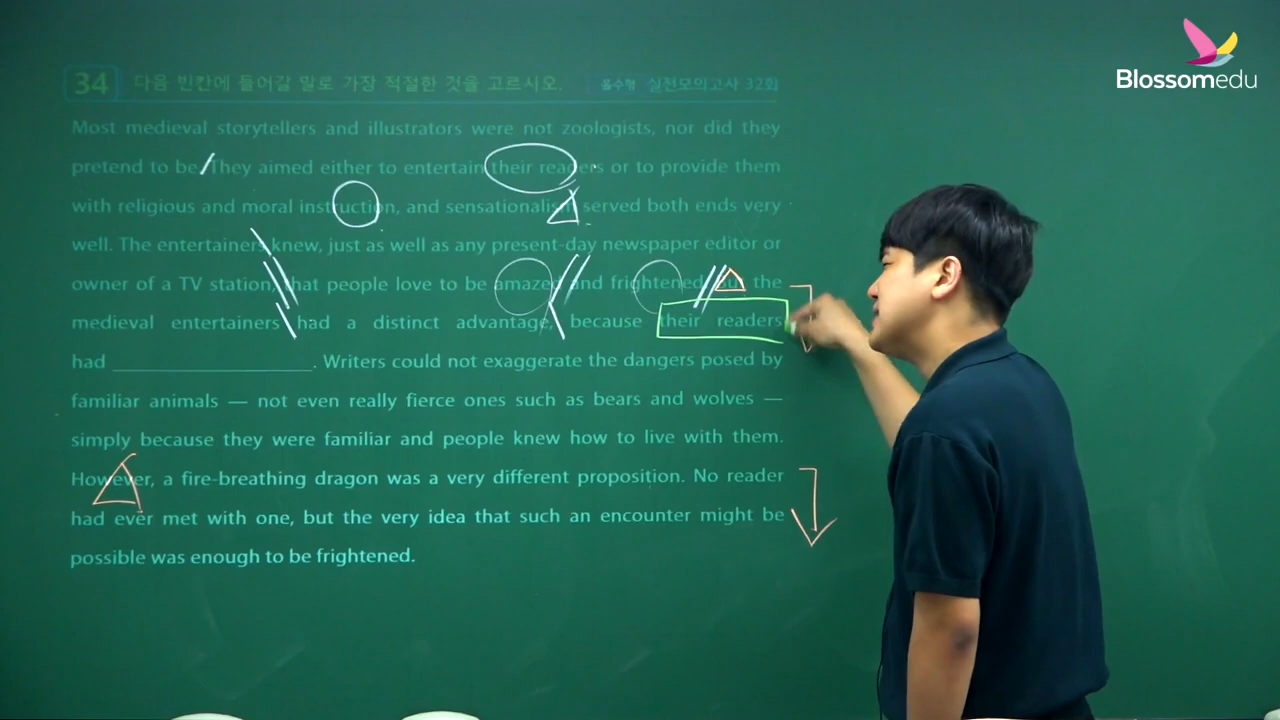 Blossomedu
34 다음 빈칸에 들어갈 말로 가장 적절한 것을 고르시오. 홀수형 실전모의고사 32회
Most medieval storytellers and illustrators were not zoologists, nor did they
pretend to be. They aimed either to entertain their readers or to provide them
with religious and moral instruction, and sensationalism served both ends very
well. The entertainers knew, just as well as any present-day newspaper editor or
owner of a TV station, that people love to be amazed and frightened, but the
medieval entertainers had a distinct advantage, because their readers
had ____________________. Writers could not exaggerate the dangers posed by
familiar animals — not even really fierce ones such as bears and wolves —
simply because they were familiar and people knew how to live with them.
However, a fire-breathing dragon was a very different proposition. No reader
had ever met with one, but the very idea that such an encounter might be
possible was enough to be frightened.